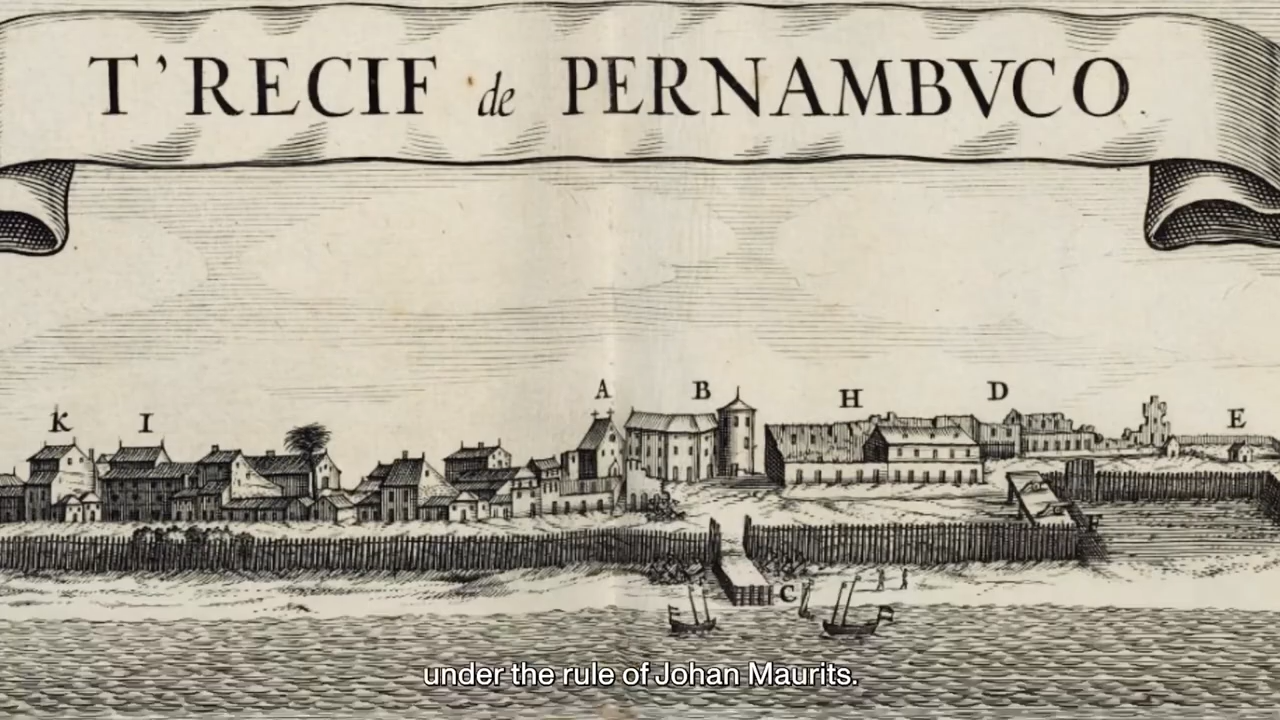 T'RECIF de PERNAMBVCO.
A B H D
K I E
F
C
under the rule of Johan Maurits.